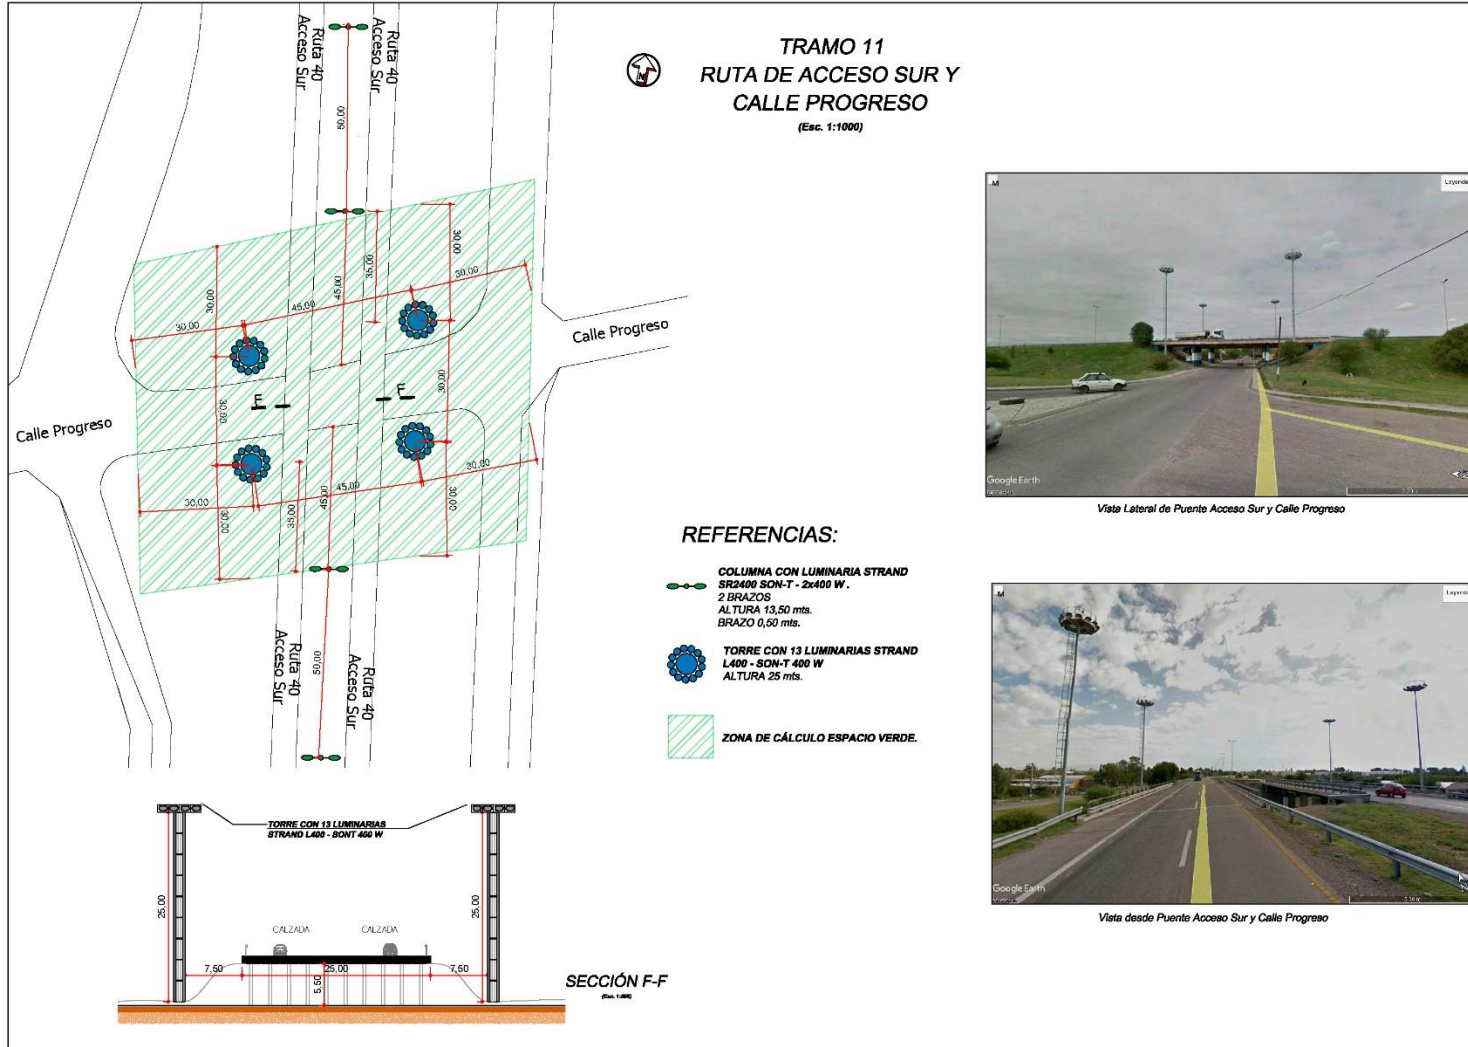 TRAMO 11
RUTA DE ACCESO SUR Y
CALLE PROGRESO
(Esc. 1:1000)
Ruta 40
Acceso Sur
Ruta 40
Acceso Sur
50,00
30,00
35,00
45,00
30,00
30,00
45,00
30,00
Calle Progreso
30,00
30,00
F
F
Calle Progreso
30,00
45,00
30,00
30,00
35,00
45,00
30,00
50,00
Ruta 40
Acceso Sur
Ruta 40
Acceso Sur
M
Google Earth
Vista Lateral de Puente Acceso Sur y Calle Progreso
REFERENCIAS:
COLUMNA CON LUMINARIA STRAND
SR2400 SON-T - 2x400 W .
2 BRAZOS
ALTURA 13,50 mts.
BRAZO 0,50 mts.
TORRE CON 13 LUMINARIAS STRAND
L400 - SON-T 400 W
ALTURA 25 mts.
ZONA DE CÁLCULO ESPACIO VERDE.
M
Google Earth
Vista desde Puente Acceso Sur y Calle Progreso
TORRE CON 13 LUMINARIAS
STRAND L400 - SONT 400 W
25,00
25,00
CALZADA
CALZADA
7,50
25,00
7,50
5,50
SECCIÓN F-F